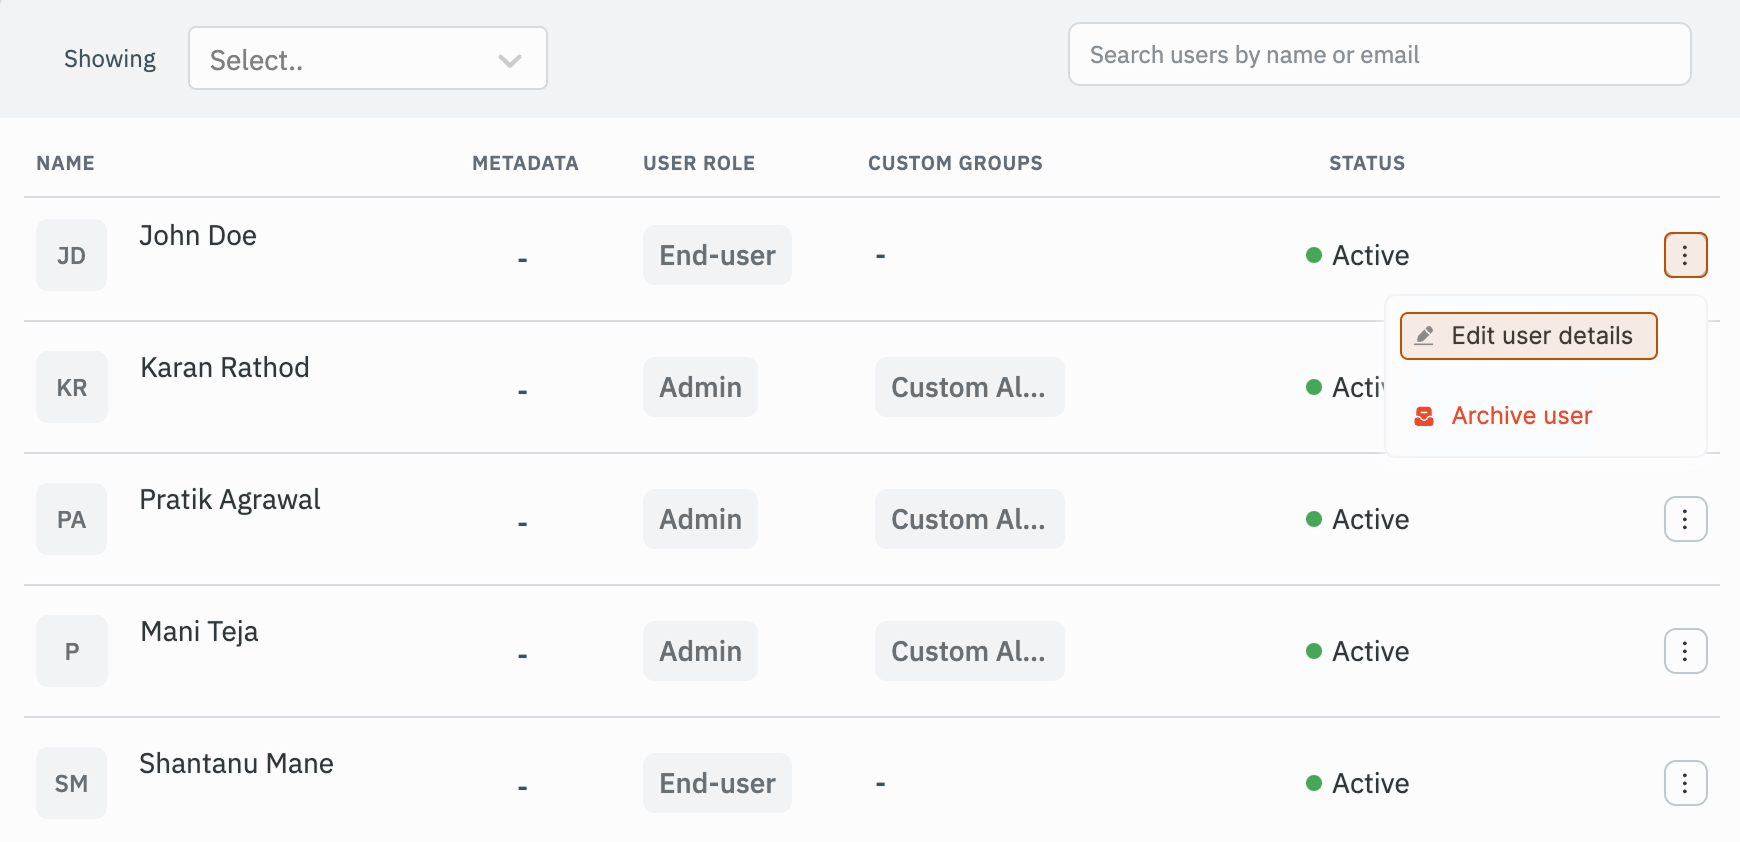 Showing
Select..
Search users by name or email
NAME METADATA USER ROLE CUSTOM GROUPS STATUS
JD John Doe - End-user - Active
Edit user details
KR Karan Rathod - Admin Custom Al... Activ
Archive user
PA Pratik Agrawal - Admin Custom Al... Active
P Mani Teja - Admin Custom Al... Active
SM Shantanu Mane - End-user - Active